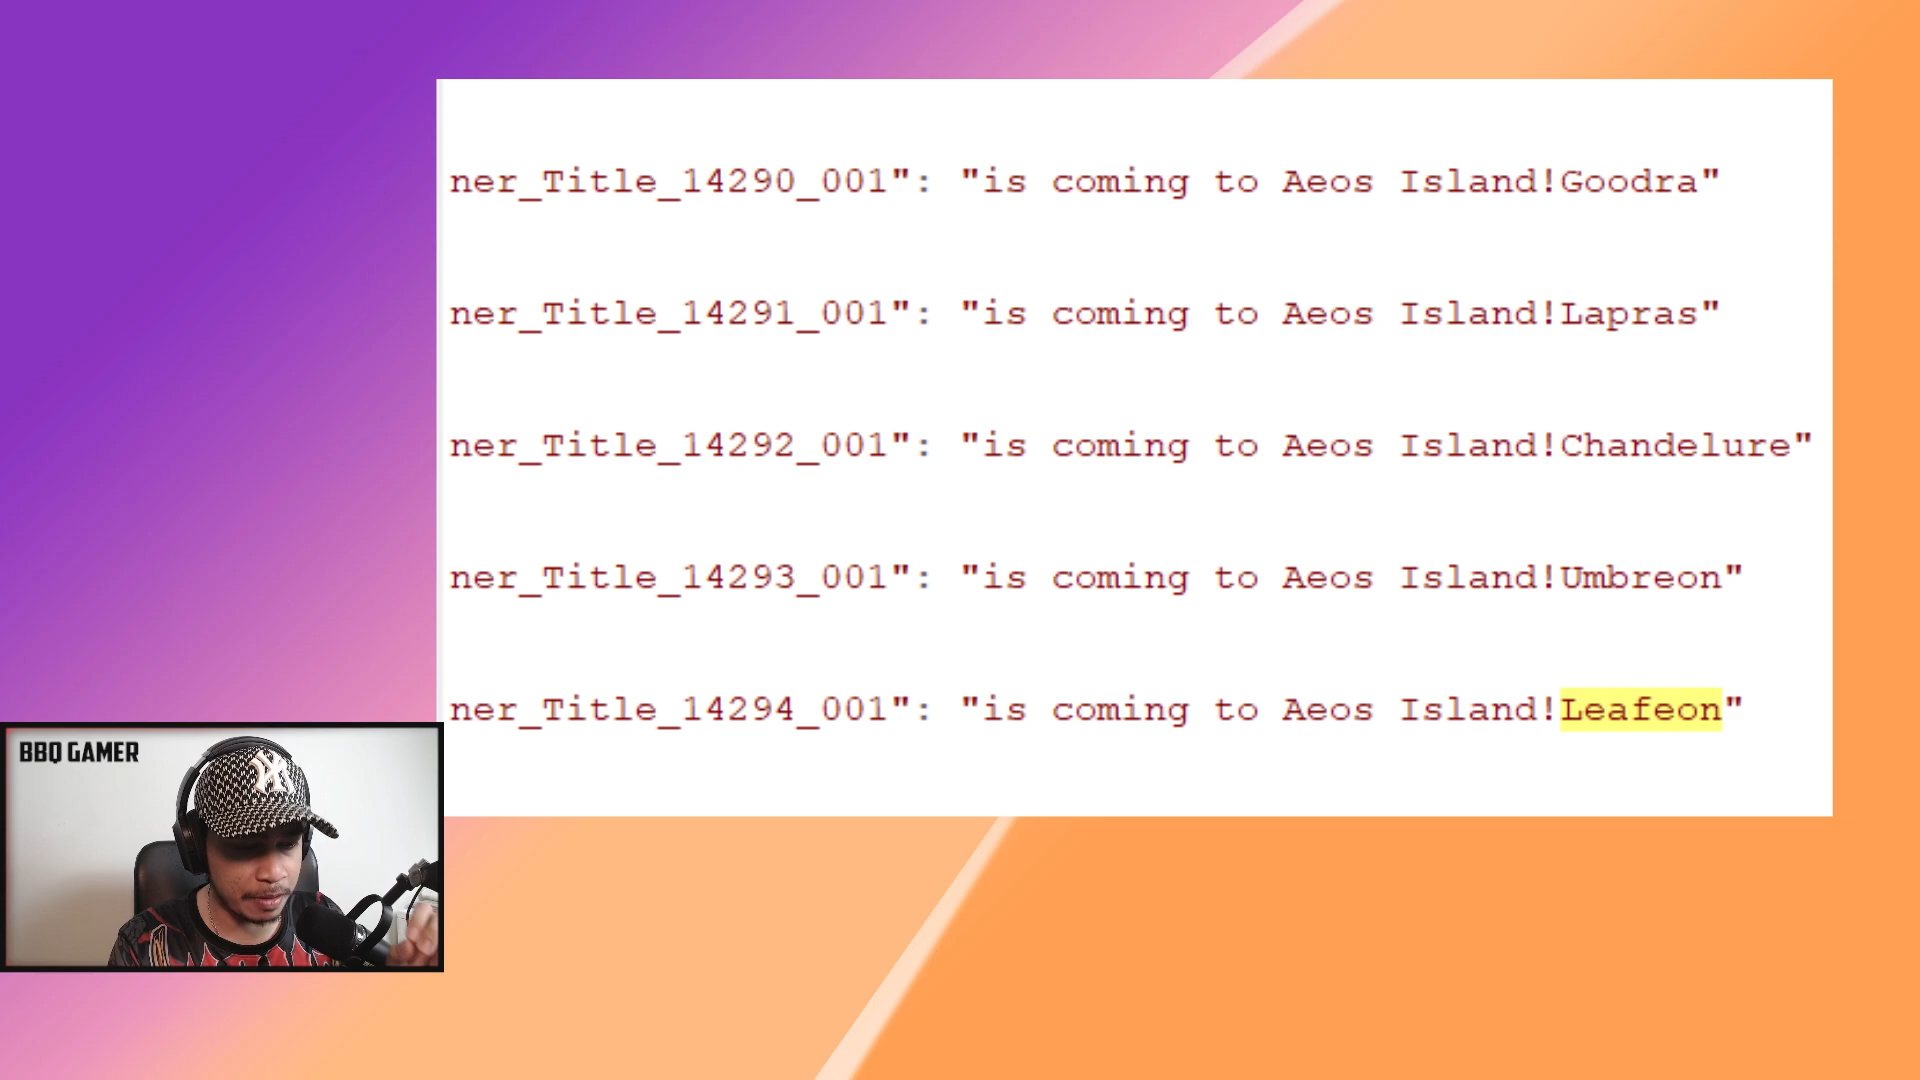 ner_Title_14290_001": "is coming to Aeos Island!Goodra"
ner_Title_14291_001": "is coming to Aeos Island!Lapras"
ner_Title_14292_001": "is coming to Aeos Island!Chandelure"
ner_Title_14293_001": "is coming to Aeos Island!Umbreon"
ner_Title_14294_001": "is coming to Aeos Island!Leafeon"
BBQ GAMER